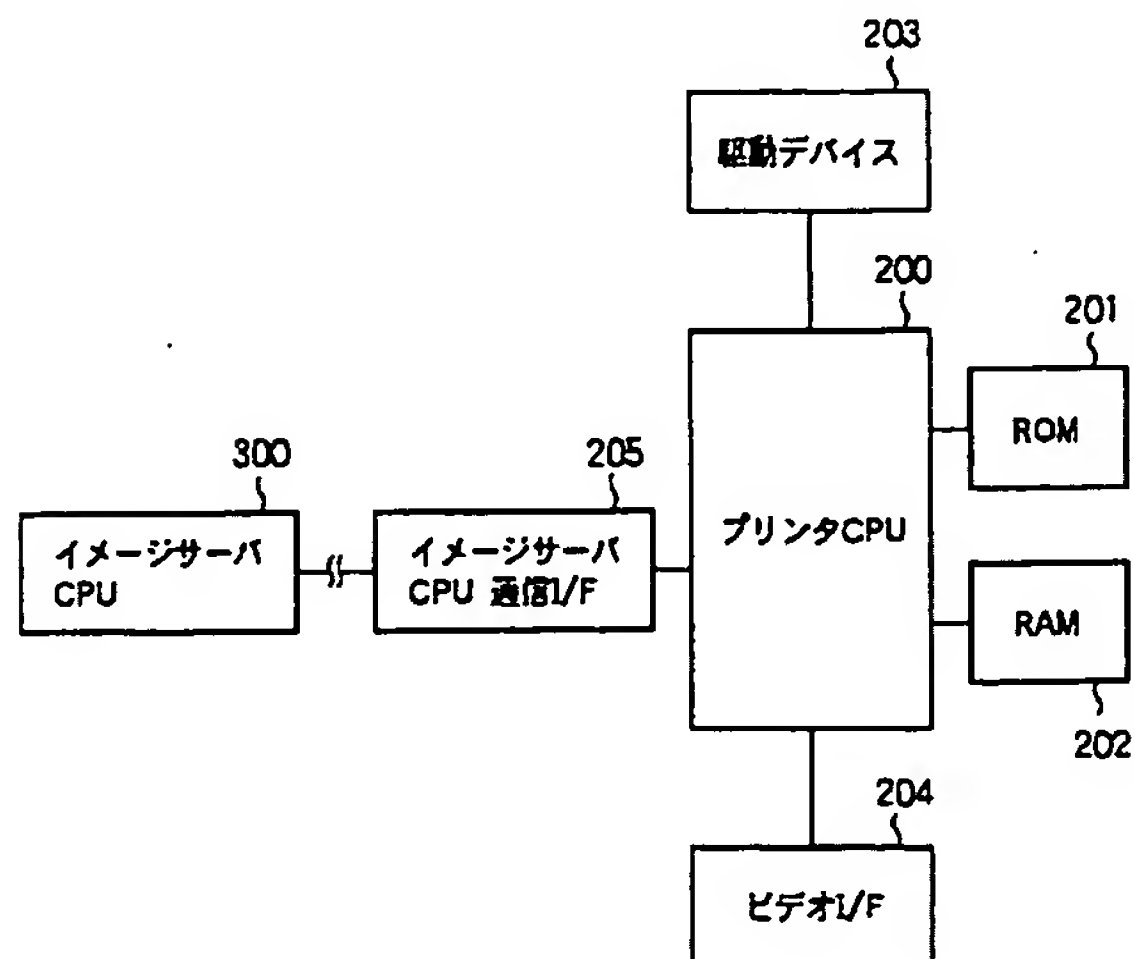 203
駆動デバイス
200
201
ROM
300
205
プリンタCPU
イメージサーバ
CPU
イメージサーバ
CPU 通信I/F
RAM
202
204
ビデオI/F